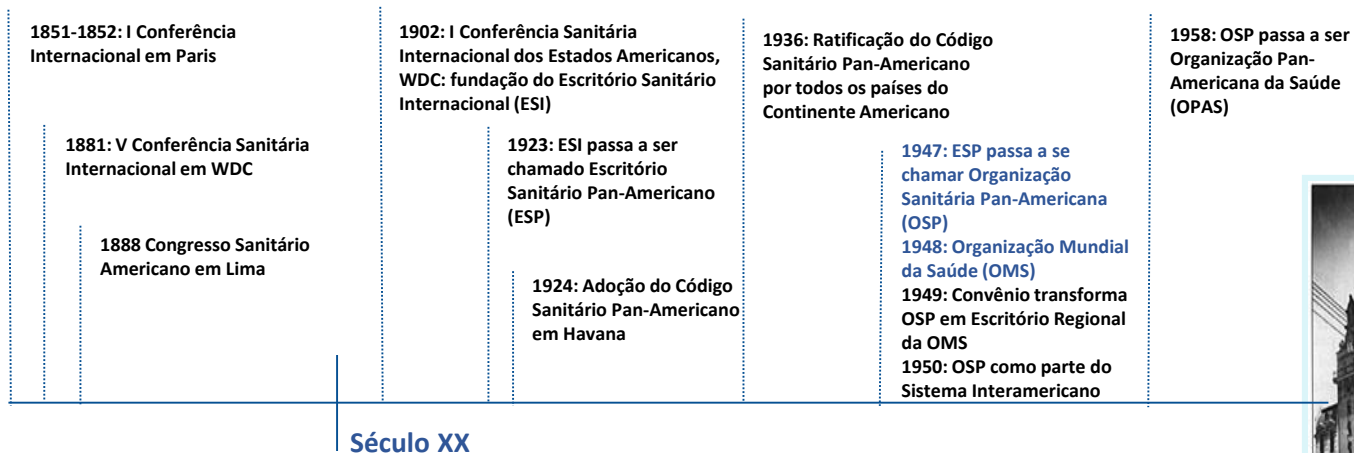 1851-1852: I Conferência
Internacional em Paris
1881: V Conferência Sanitária
Internacional em WDC
1888 Congresso Sanitário
Americano em Lima
1902: I Conferência Sanitária
Internacional dos Estados Americanos,
WDC: fundação do Escritório Sanitário
Internacional (ESI)
1923: ESI passa a ser
chamado Escritório
Sanitário Pan-Americano
(ESP)
1924: Adoção do Código
Sanitário Pan-Americano
em Havana
1936: Ratificação do Código
Sanitário Pan-Americano
por todos os países do
Continente Americano
1947: ESP passa a se
chamar Organização
Sanitária Pan-Americana
(OSP)
1948: Organização Mundial
da Saúde (OMS)
1949: Convênio transforma
OSP em Escritório Regional
da OMS
1950: OSP como parte do
Sistema Interamericano
1958: OSP passa a ser
Organização Pan-
Americana da Saúde
(OPAS)
Século XX